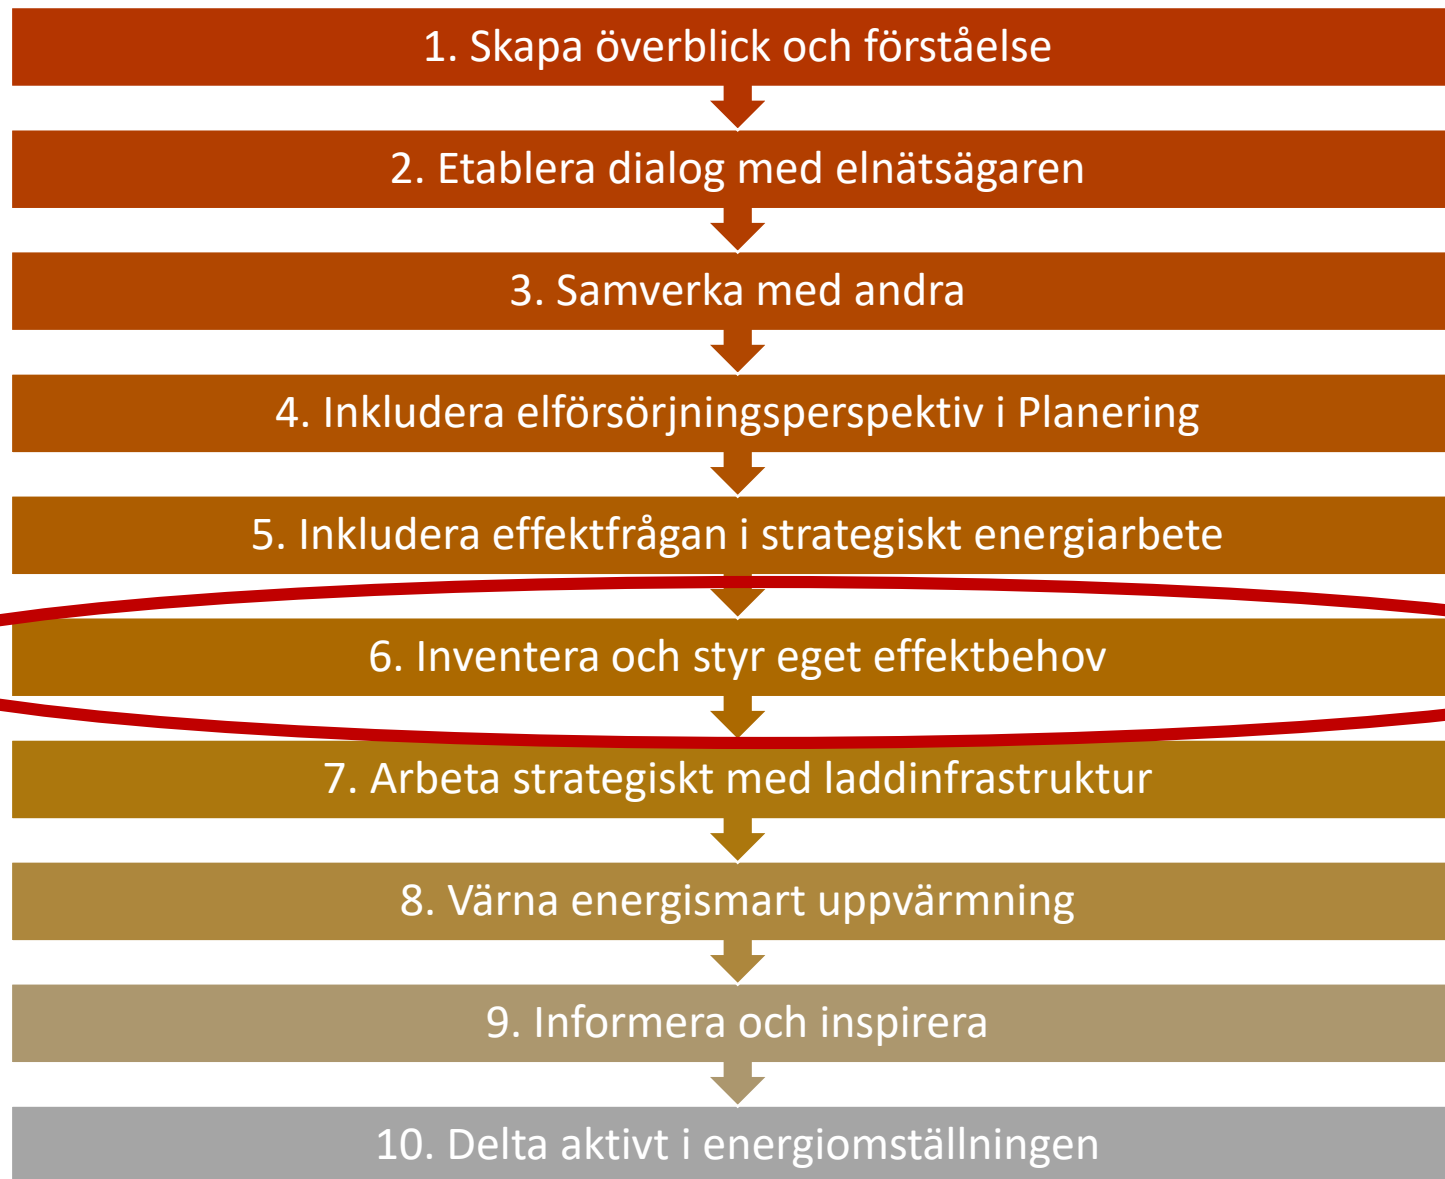 1. Skapa överblick och förståelse
2. Etablera dialog med elnätsägaren
3. Samverka med andra
4. Inkludera elförsörjningsperspektiv i Planering
5. Inkludera effektfrågan i strategiskt energiarbete
6. Inventera och styr eget effektbehov
7. Arbeta strategiskt med laddinfrastruktur
8. Värna energismart uppvärmning
9. Informera och inspirera
10. Delta aktivt i energiomställningen